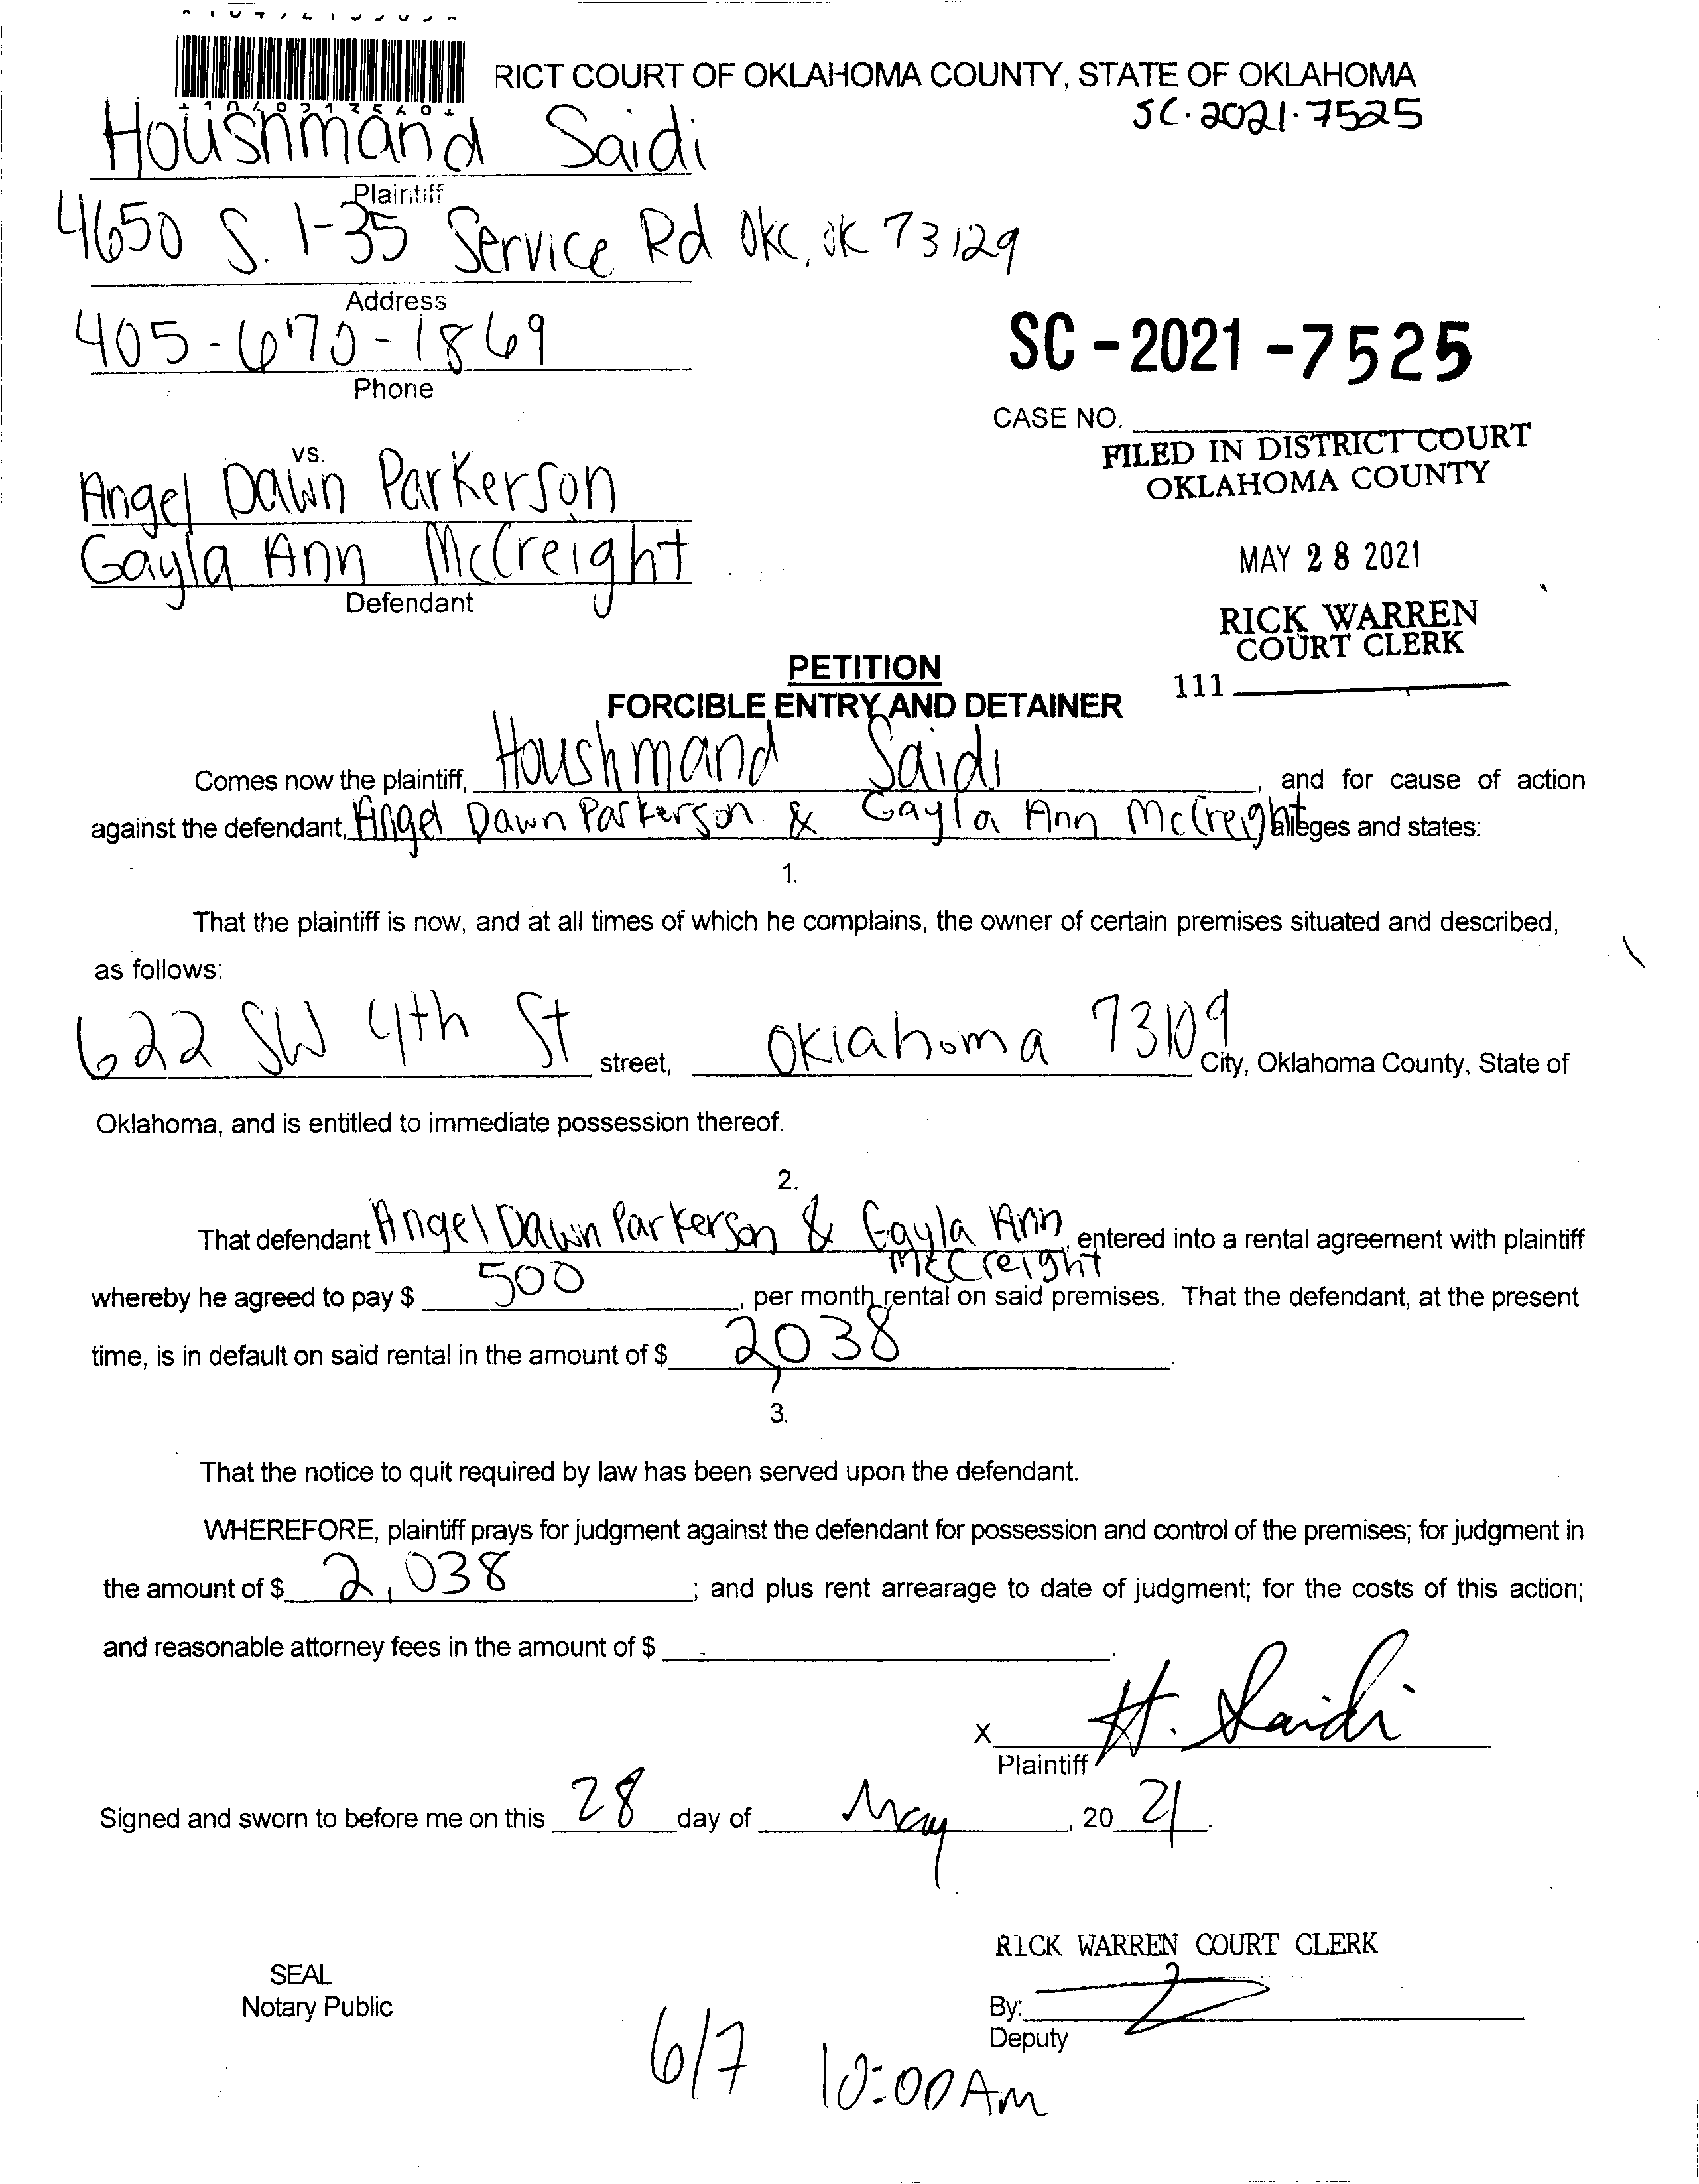 RICT COURT OF OKLAHOMA COUNTY, STATE OF OKLAHOMA
SC.2021.7525
Houshmand Saidi
Plaintiff
4650 S. I-35 Service Rd OKC, OK 73129
Address
405-670-1869
Phone
SC-2021-7525
CASE NO.
FILED IN DISTRICT COURT
OKLAHOMA COUNTY
MAY 28 2021
RICK WARREN
COURT CLERK
111
vs.
Angel Dawn Parkerson
Gayla Ann McCreight
Defendant
PETITION
FORCIBLE ENTRY AND DETAINER
Comes now the plaintiff, Houshmand Saidi, and for cause of action
against the defendant, Angel Dawn Parkerson & Gayla Ann McCreight alleges and states:
1.
That the plaintiff is now, and at all times of which he complains, the owner of certain premises situated and described,
as follows:
622 SW 4th St street, Oklahoma 73109 City, Oklahoma County, State of
Oklahoma, and is entitled to immediate possession thereof.
2.
That defendant Angel Dawn Parkerson & Gayla Ann McCreight, entered into a rental agreement with plaintiff
whereby he agreed to pay $ 500, per month rental on said premises. That the defendant, at the present
time, is in default on said rental in the amount of $ 2,038.
3.
That the notice to quit required by law has been served upon the defendant.
WHEREFORE, plaintiff prays for judgment against the defendant for possession and control of the premises; for judgment in
the amount of $ 2,038; and plus rent arrearage to date of judgment; for the costs of this action;
and reasonable attorney fees in the amount of $
X H. Saidi
Plaintiff
Signed and sworn to before me on this 28 day of May, 20 21.
RICK WARREN COURT CLERK
SEAL
Notary Public
By:
Deputy
6/7 10:00 AM